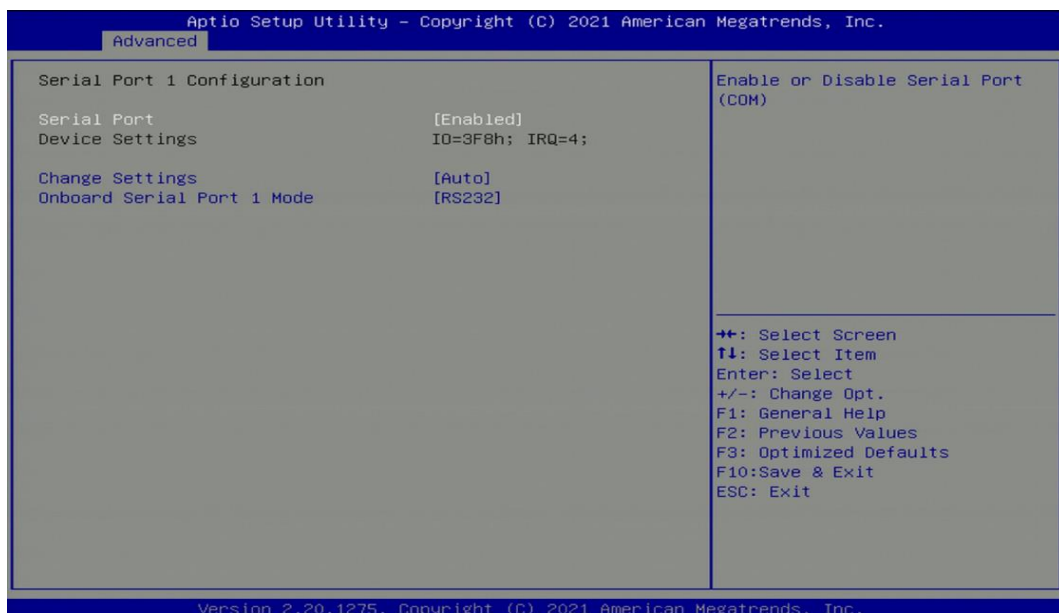 Aptio Setup Utility – Copyright (C) 2021 American Megatrends, Inc.
Advanced
Serial Port 1 Configuration
Serial Port [Enabled]
Device Settings IO=3F8h; IRQ=4;
Change Settings [Auto]
Onboard Serial Port 1 Mode [RS232]
Enable or Disable Serial Port
(COM)
→←: Select Screen
↑↓: Select Item
Enter: Select
+/-: Change Opt.
F1: General Help
F2: Previous Values
F3: Optimized Defaults
F10:Save & Exit
ESC: Exit
Version 2.20.1275. Copyright (C) 2021 American Megatrends, Inc.